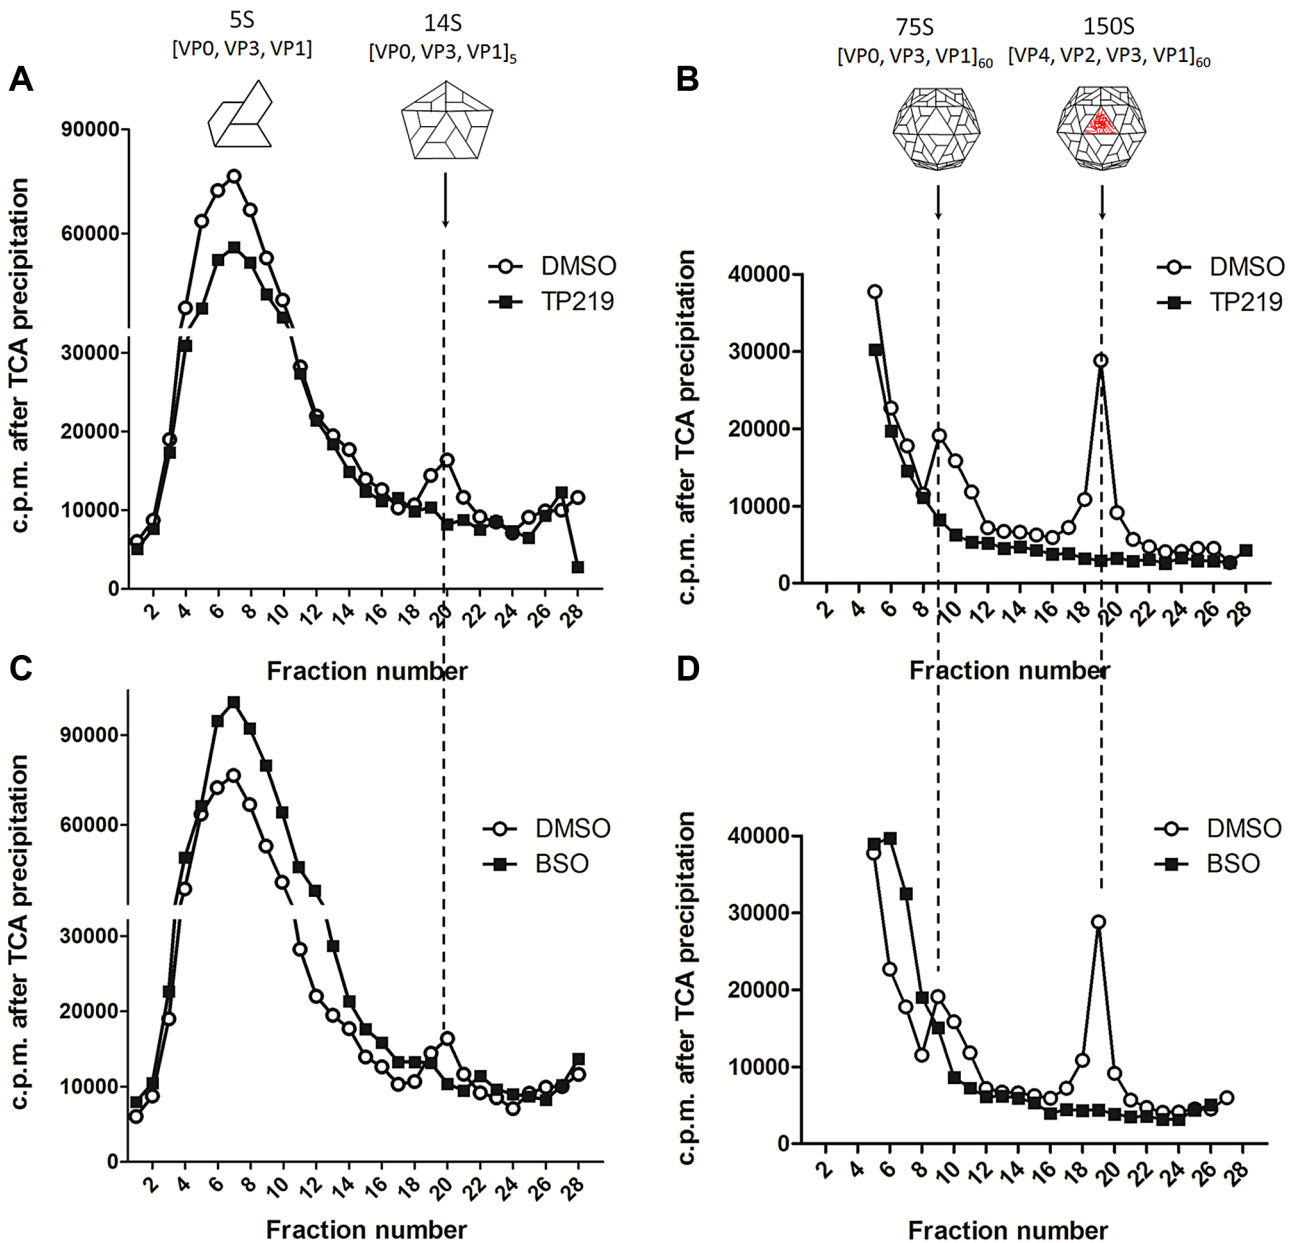 5S
[VP0, VP3, VP1]
14S
[VP0, VP3, VP1]5
75S
[VP0, VP3, VP1]60
150S
[VP4, VP2, VP3, VP1]60
A
c.p.m. after TCA precipitation
90000
60000
30000
20000
10000
0
DMSO
TP219
2 4 6 8 10 12 14 16 18 20 22 24 26 28
Fraction number
B
c.p.m. after TCA precipitation
40000
30000
20000
10000
0
DMSO
TP219
2 4 6 8 10 12 14 16 18 20 22 24 26 28
Fraction number
C
c.p.m. after TCA precipitation
90000
60000
30000
20000
10000
0
DMSO
BSO
2 4 6 8 10 12 14 16 18 20 22 24 26 28
Fraction number
D
c.p.m. after TCA precipitation
40000
30000
20000
10000
0
DMSO
BSO
2 4 6 8 10 12 14 16 18 20 22 24 26 28
Fraction number